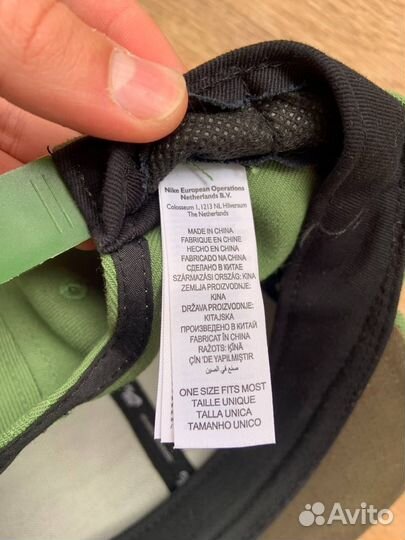 Nike European Operations
Netherlands B.V.
Colosseum 1, 1213 NL Hilversum
The Netherlands
MADE IN CHINA
FABRIQUE EN CHINE
HECHO EN CHINA
FABRICADO NA CHINA
СДЕЛАНО В КИТАЕ
SZÁRMAZÁSI ORSZÁG: KÍNA
ZEMLJA PROIZVODNJE:
KINA
DRŽAVA PROIZVODNJE:
KITAJSKA
ПРОИЗВЕДЕНО В КИТАЙ
FABRICAT ÎN CHINA
RAŽOTS: ĶĪNĀ
ÇİN`DE YAPILMIŞTIR
صنع في الصين
ONE SIZE FITS MOST
TAILLE UNIQUE
TALLA UNICA
TAMANHO UNICO
Avito